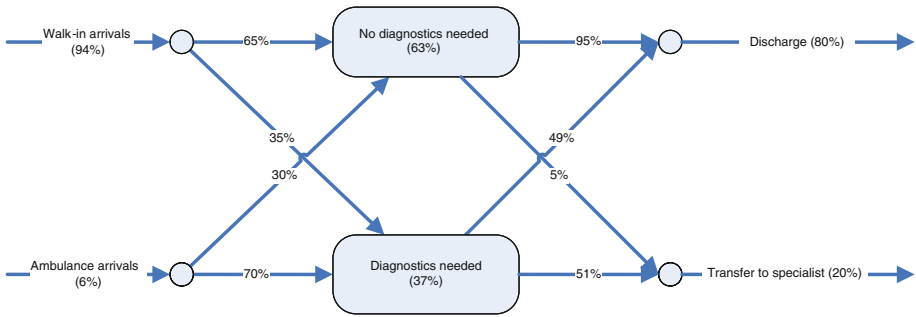 Walk-in arrivals
(94%)
65%
No diagnostics needed
(63%)
95%
Discharge (80%)
35%
49%
30%
5%
Ambulance arrivals
(6%)
70%
Diagnostics needed
(37%)
51%
Transfer to specialist (20%)